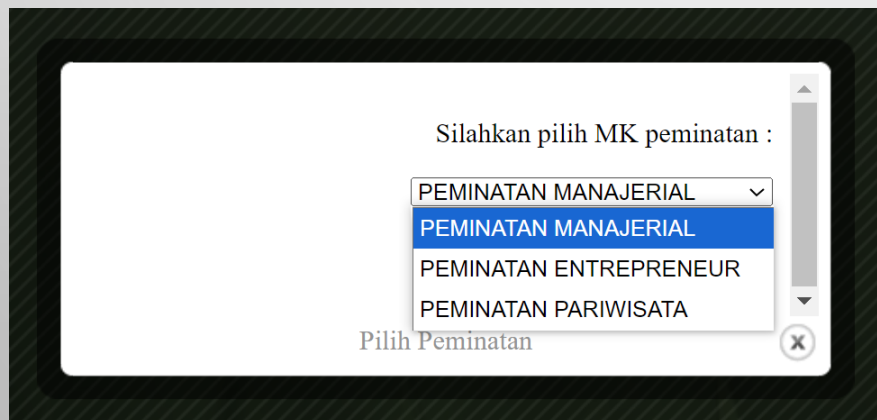 Silahkan pilih MK peminatan :
PEMINATAN MANAJERIAL
PEMINATAN MANAJERIAL
PEMINATAN ENTREPRENEUR
PEMINATAN PARIWISATA
Pilih Peminatan